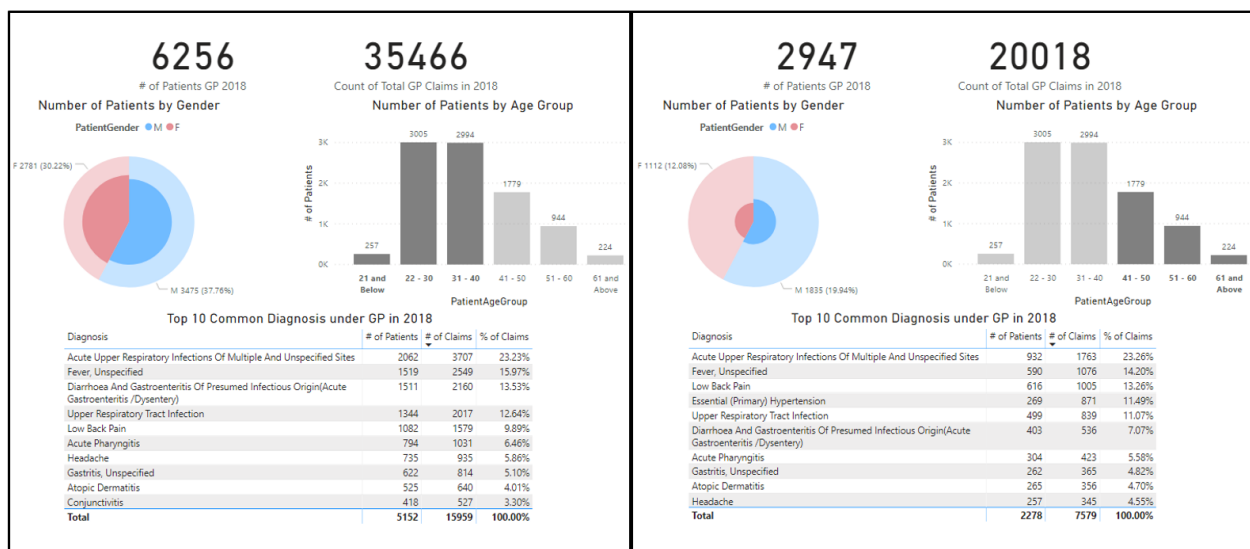 6256
35466
# of Patients GP 2018
Count of Total GP Claims in 2018
Number of Patients by Gender
Number of Patients by Age Group
PatientGender M F
F 2781 (30.22%)
M 3475 (37.76%)
# of Patients
3K
2K
1K
0K
257
3005
2994
1779
944
224
21 and
Below
22 - 30
31 - 40
41 - 50
51 - 60
61 and
Above
PatientAgeGroup
Top 10 Common Diagnosis under GP in 2018
Diagnosis # of Patients # of Claims % of Claims
Acute Upper Respiratory Infections Of Multiple And Unspecified Sites 2062 3707 23.23%
Fever, Unspecified 1519 2549 15.97%
Diarrhoea And Gastroenteritis Of Presumed Infectious Origin(Acute 1511 2160 13.53%
Gastroenteritis /Dysentery)
Upper Respiratory Tract Infection 1344 2017 12.64%
Low Back Pain 1082 1579 9.89%
Acute Pharyngitis 794 1031 6.46%
Headache 735 935 5.86%
Gastritis, Unspecified 622 814 5.10%
Atopic Dermatitis 525 640 4.01%
Conjunctivitis 418 527 3.30%
Total 5152 15959 100.00%
2947
20018
# of Patients GP 2018
Count of Total GP Claims in 2018
Number of Patients by Gender
Number of Patients by Age Group
PatientGender M F
F 1112 (12.08%)
M 1835 (19.94%)
# of Patients
3K
2K
1K
0K
257
3005
2994
1779
944
224
21 and
Below
22 - 30
31 - 40
41 - 50
51 - 60
61 and
Above
PatientAgeGroup
Top 10 Common Diagnosis under GP in 2018
Diagnosis # of Patients # of Claims % of Claims
Acute Upper Respiratory Infections Of Multiple And Unspecified Sites 932 1763 23.26%
Fever, Unspecified 590 1076 14.20%
Low Back Pain 616 1005 13.26%
Essential (Primary) Hypertension 269 871 11.49%
Upper Respiratory Tract Infection 499 839 11.07%
Diarrhoea And Gastroenteritis Of Presumed Infectious Origin(Acute 403 536 7.07%
Gastroenteritis /Dysentery)
Acute Pharyngitis 304 423 5.58%
Gastritis, Unspecified 262 365 4.82%
Atopic Dermatitis 265 356 4.70%
Headache 257 345 4.55%
Total 2278 7579 100.00%